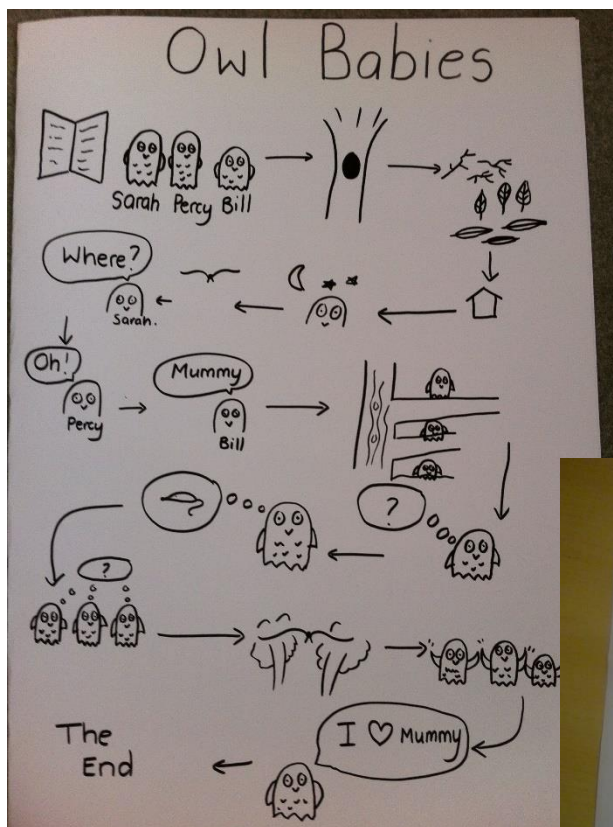 Owl Babies
Sarah Percy Bill
Where?
Sarah.
Oh!
Percy
Mummy
Bill
?
?
?
I ♡ Mummy
The
End